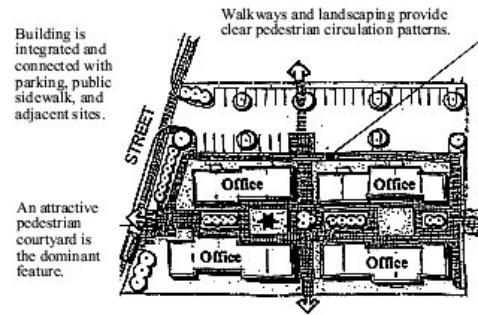 Walkways and landscaping provide
clear pedestrian circulation patterns.
Building is
integrated and
connected with
parking, public
sidewalk, and
adjacent sites.
STREET
Office
Office
An attractive
pedestrian
courtyard is
the dominant
feature.
Office
Office